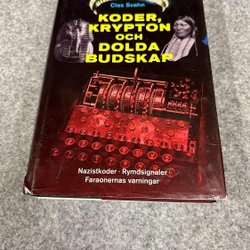 Clas Svahn
KODER,
KRYPTON
OCH
DOLDA
BUDSKAP
Nazistkoder · Rymdsignaler
Faraonernas varningar